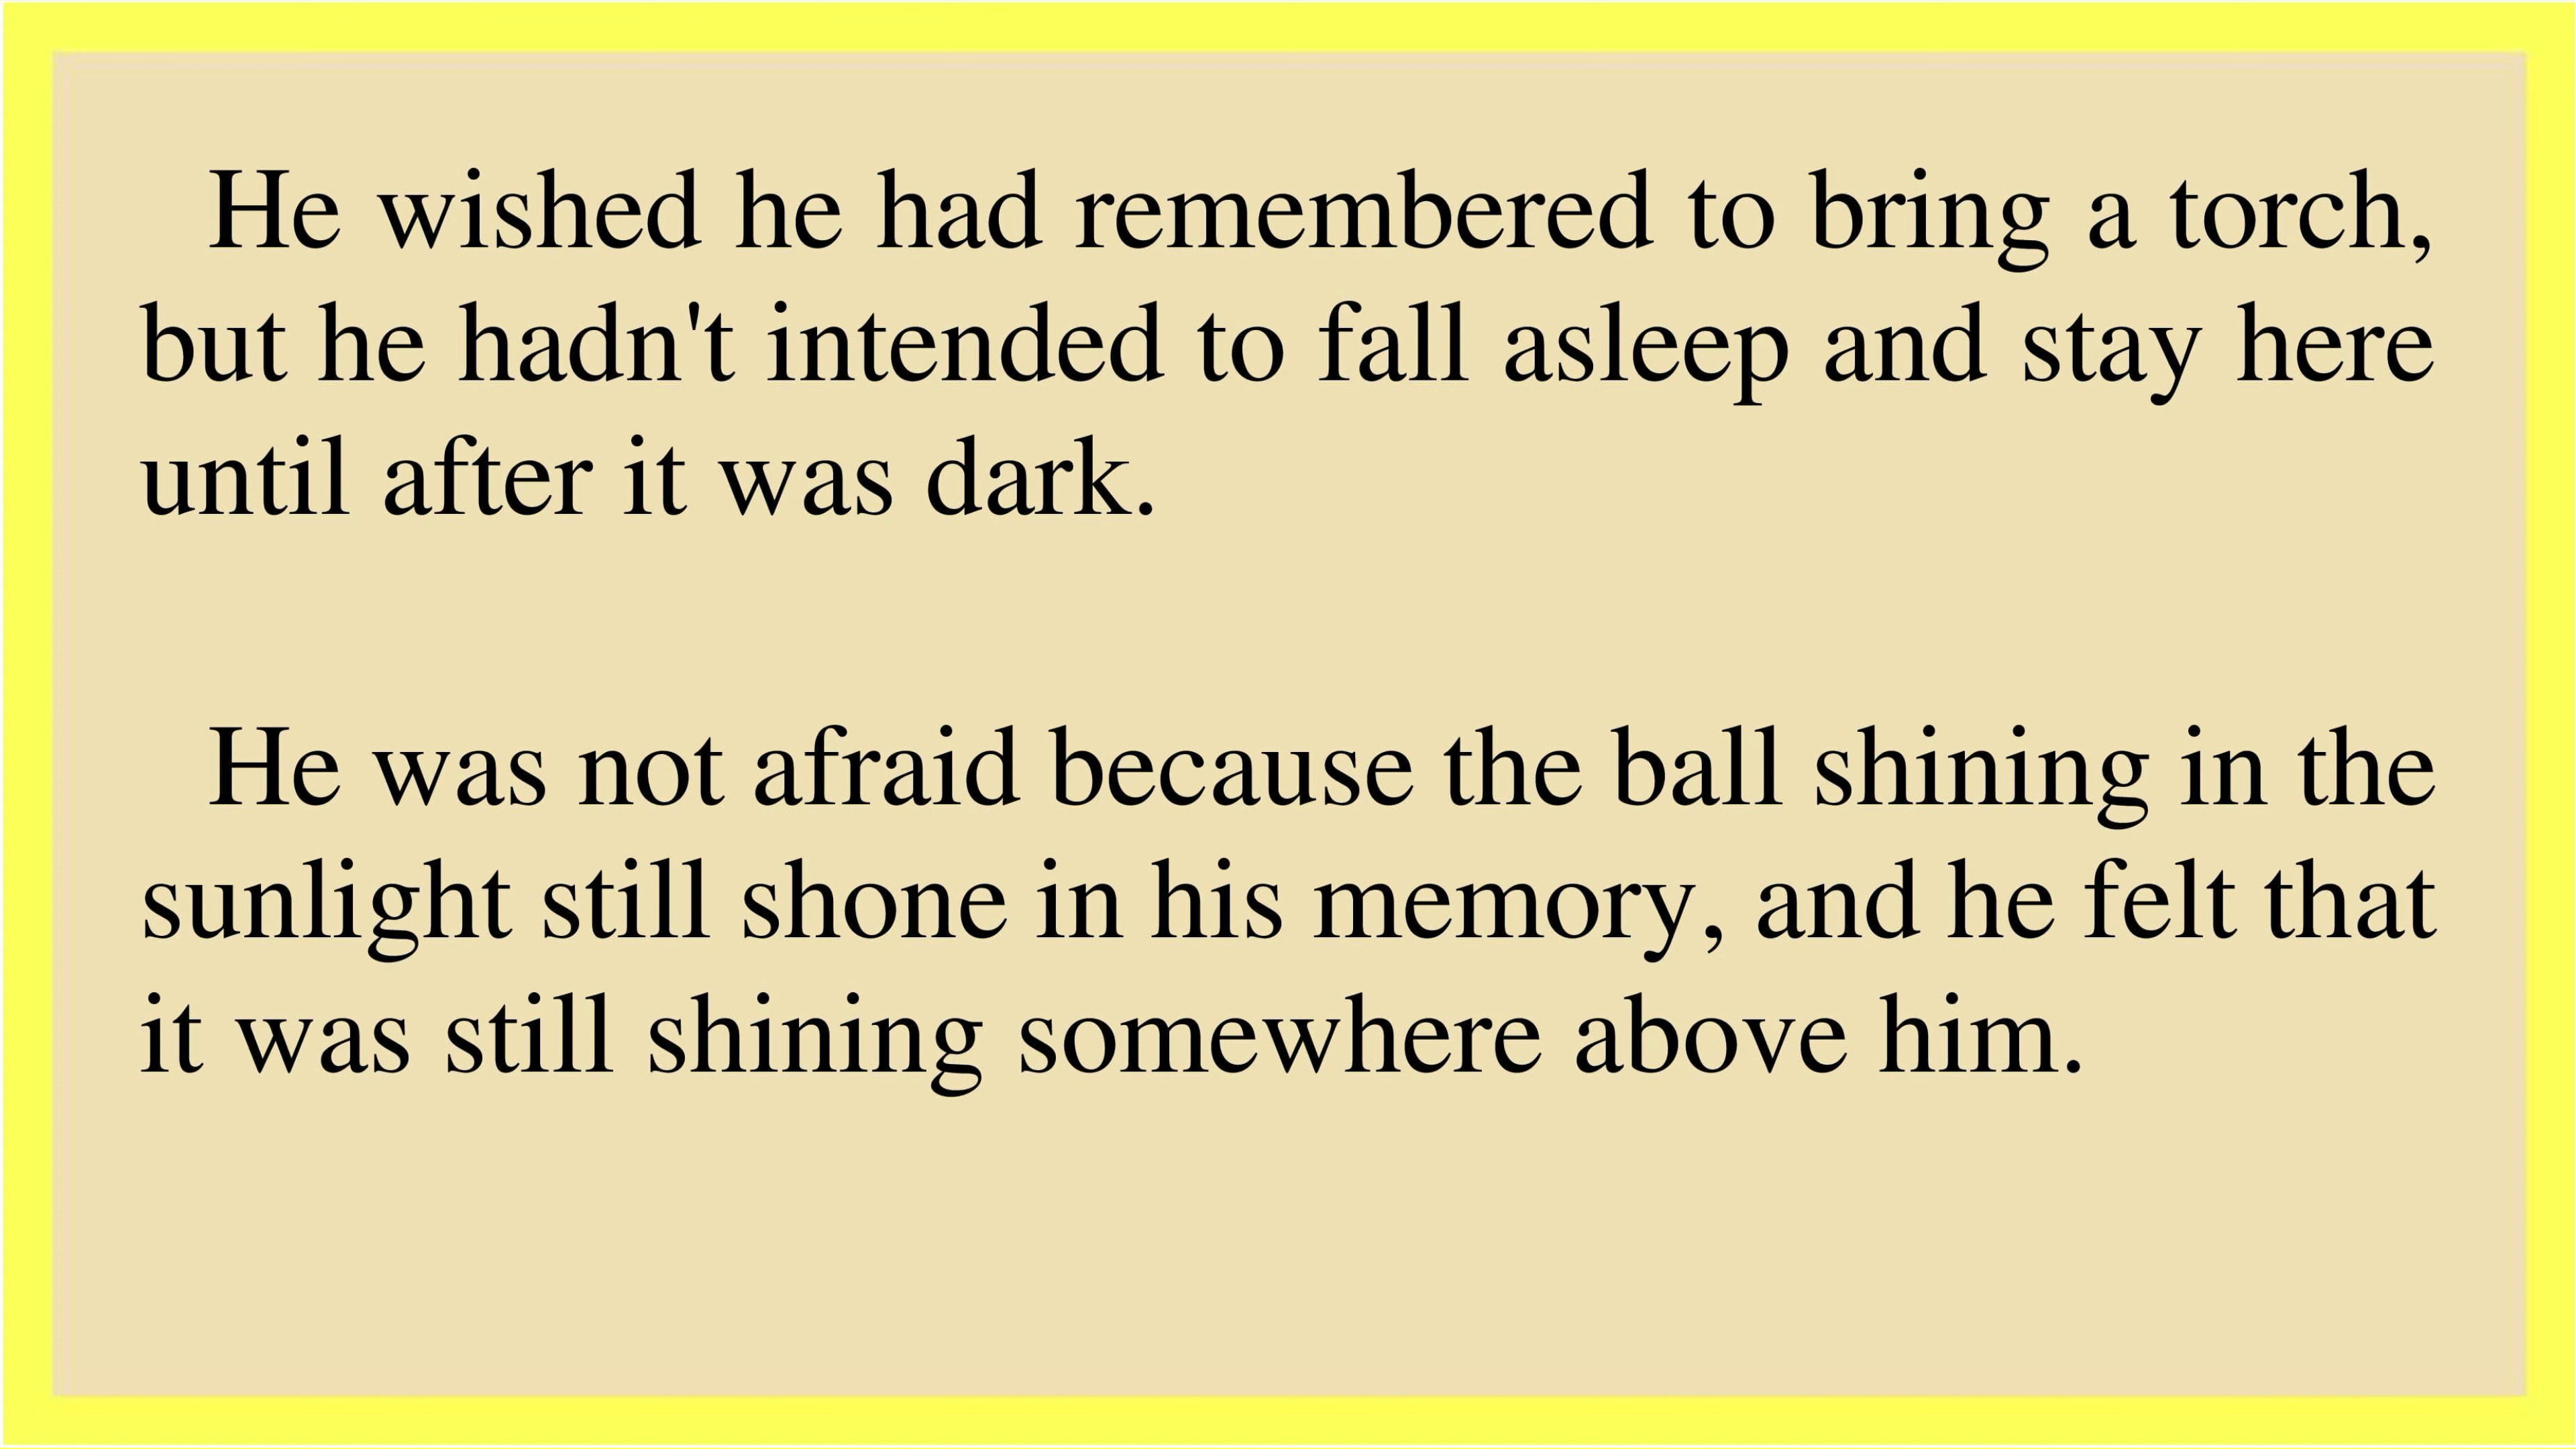 He wished he had remembered to bring a torch,
but he hadn't intended to fall asleep and stay here
until after it was dark.
He was not afraid because the ball shining in the
sunlight still shone in his memory, and he felt that
it was still shining somewhere above him.